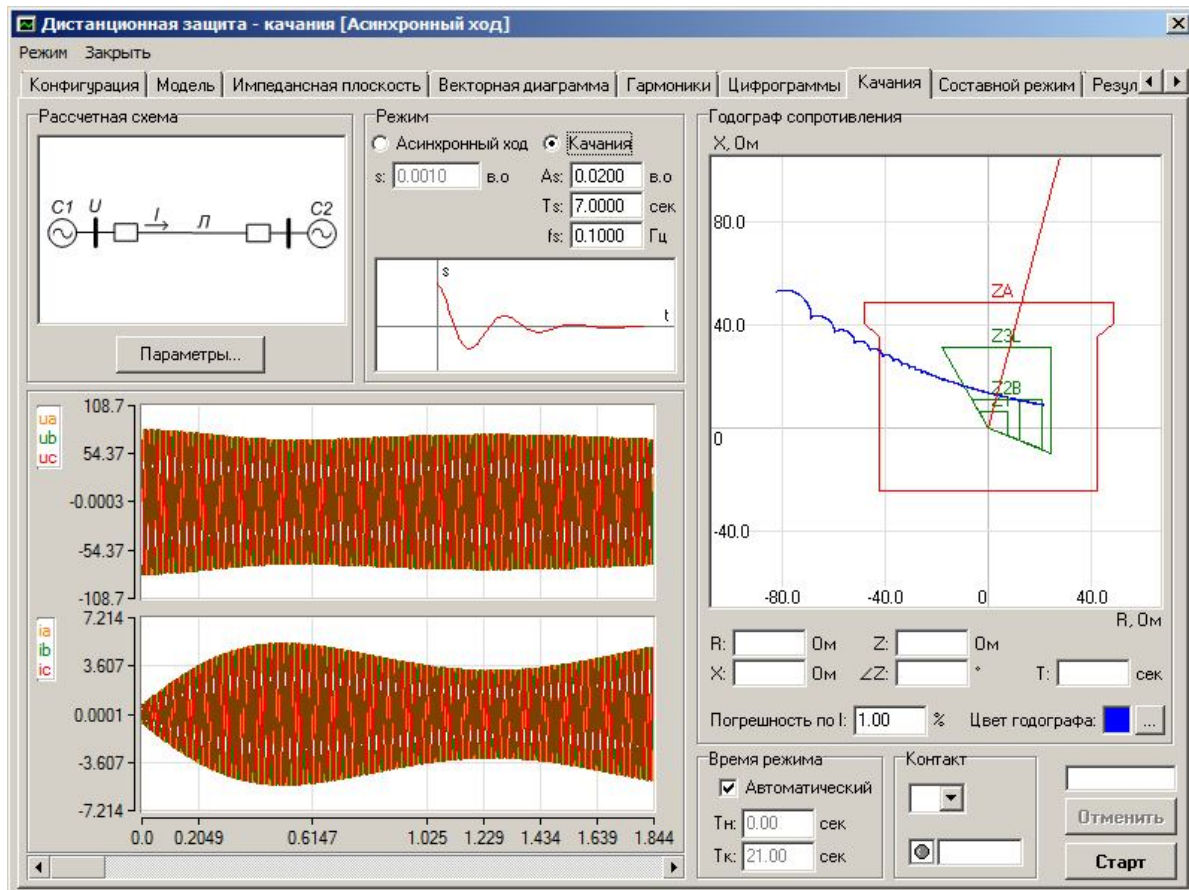 Дистанционная защита - качания [Асинхронный ход]
Режим Закрыть
Конфигурация Модель Импедансная плоскость Векторная диаграмма Гармоники Цифрограммы Качания Составной режим Резул
Рассчетная схема
C1 U I Л C2
Параметры...
Режим
Асинхронный ход Качания
s: 0.0010 в.о As: 0.0200 в.о
Ts: 7.0000 сек
fs: 0.1000 Гц
s
t
Годограф сопротивления
X, Ом
80.0
40.0
0
-40.0
ZA
Z3L
Z2B
-80.0 -40.0 0 40.0
R, Ом
R: Ом Z: Ом
X: Ом ∠Z: ° T: сек
Погрешность по I: 1.00 % Цвет годографа: ...
ua
ub
uc
108.7
54.37
-0.0003
-54.37
-108.7
ia
ib
ic
7.214
3.607
0.0001
-3.607
-7.214
0.0 0.2049 0.6147 1.025 1.229 1.434 1.639 1.844
Время режима
Автоматический
Tн: 0.00 сек
Tк: 21.00 сек
Контакт
Отменить
Старт